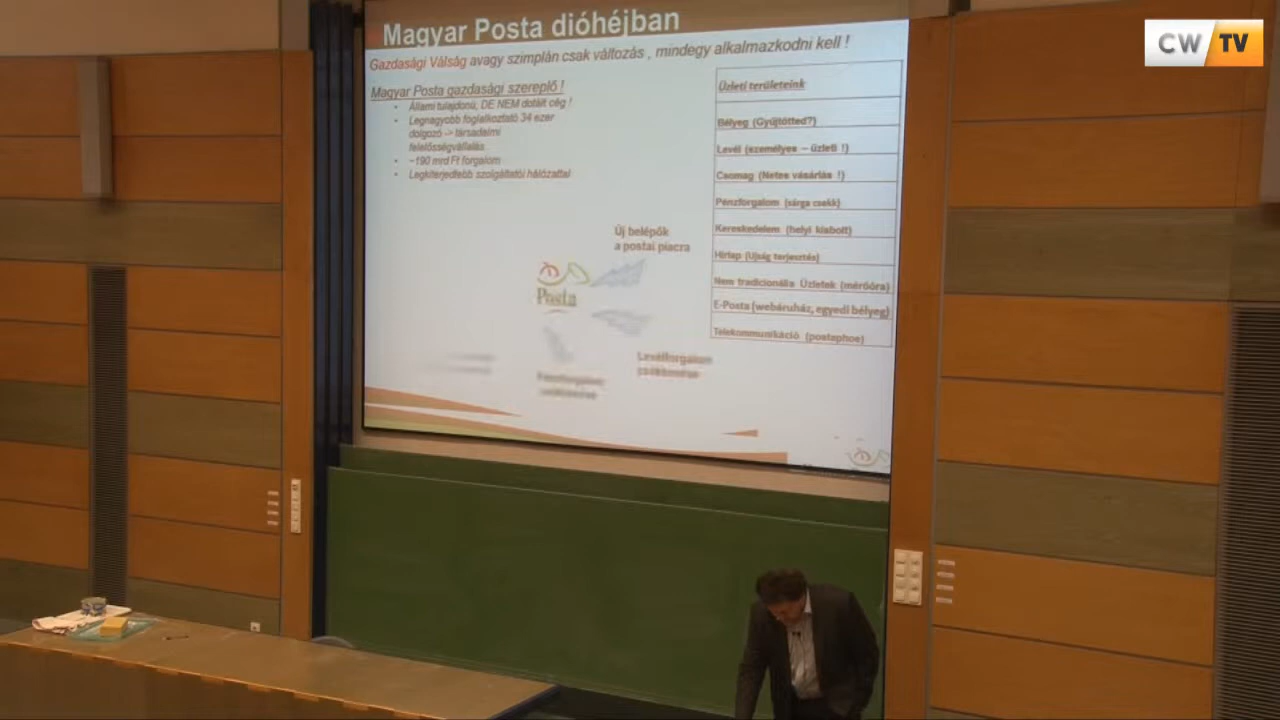 CW TV
Magyar Posta dióhéjban
Gazdasági Válság avagy szimplán csak változás , mindegy alkalmazkodni kell !
Magyar Posta gazdasági szereplő !
• Állami tulajdonú, DE NEM dotált cég !
• Legnagyobb foglalkoztató 34 ezer
dolgozó -> társadalmi
felelősségvállalás
• ~190 mrd Ft forgalom
• Legkiterjedtebb szolgáltatói hálózattal
Üzleti területeink
Bélyeg (Gyűjtötted?)
Levél (személyes – üzleti !)
Csomag (Netes vásárlás !)
Pénzforgalom (sárga csekk)
Kereskedelem (helyi kisbolt)
Hírlap (Újság terjesztés)
Nem tradicionális Üzletek (mérőóra)
E-Posta (webáruház, egyedi bélyeg)
Telekommunikáció (postaphoe)
Új belépők
a postai piacra
Posta
Levélforgalom
csökkenése